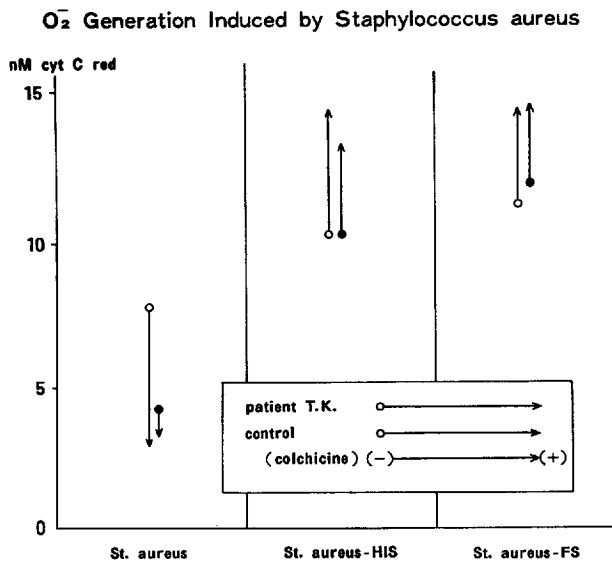 O₂⁻ Generation Induced by Staphylococcus aureus
nM cyt C red
15
10
5
0
patient T.K.
control
(colchicine) (−) (+)
St. aureus
St. aureus-HIS
St. aureus-FS